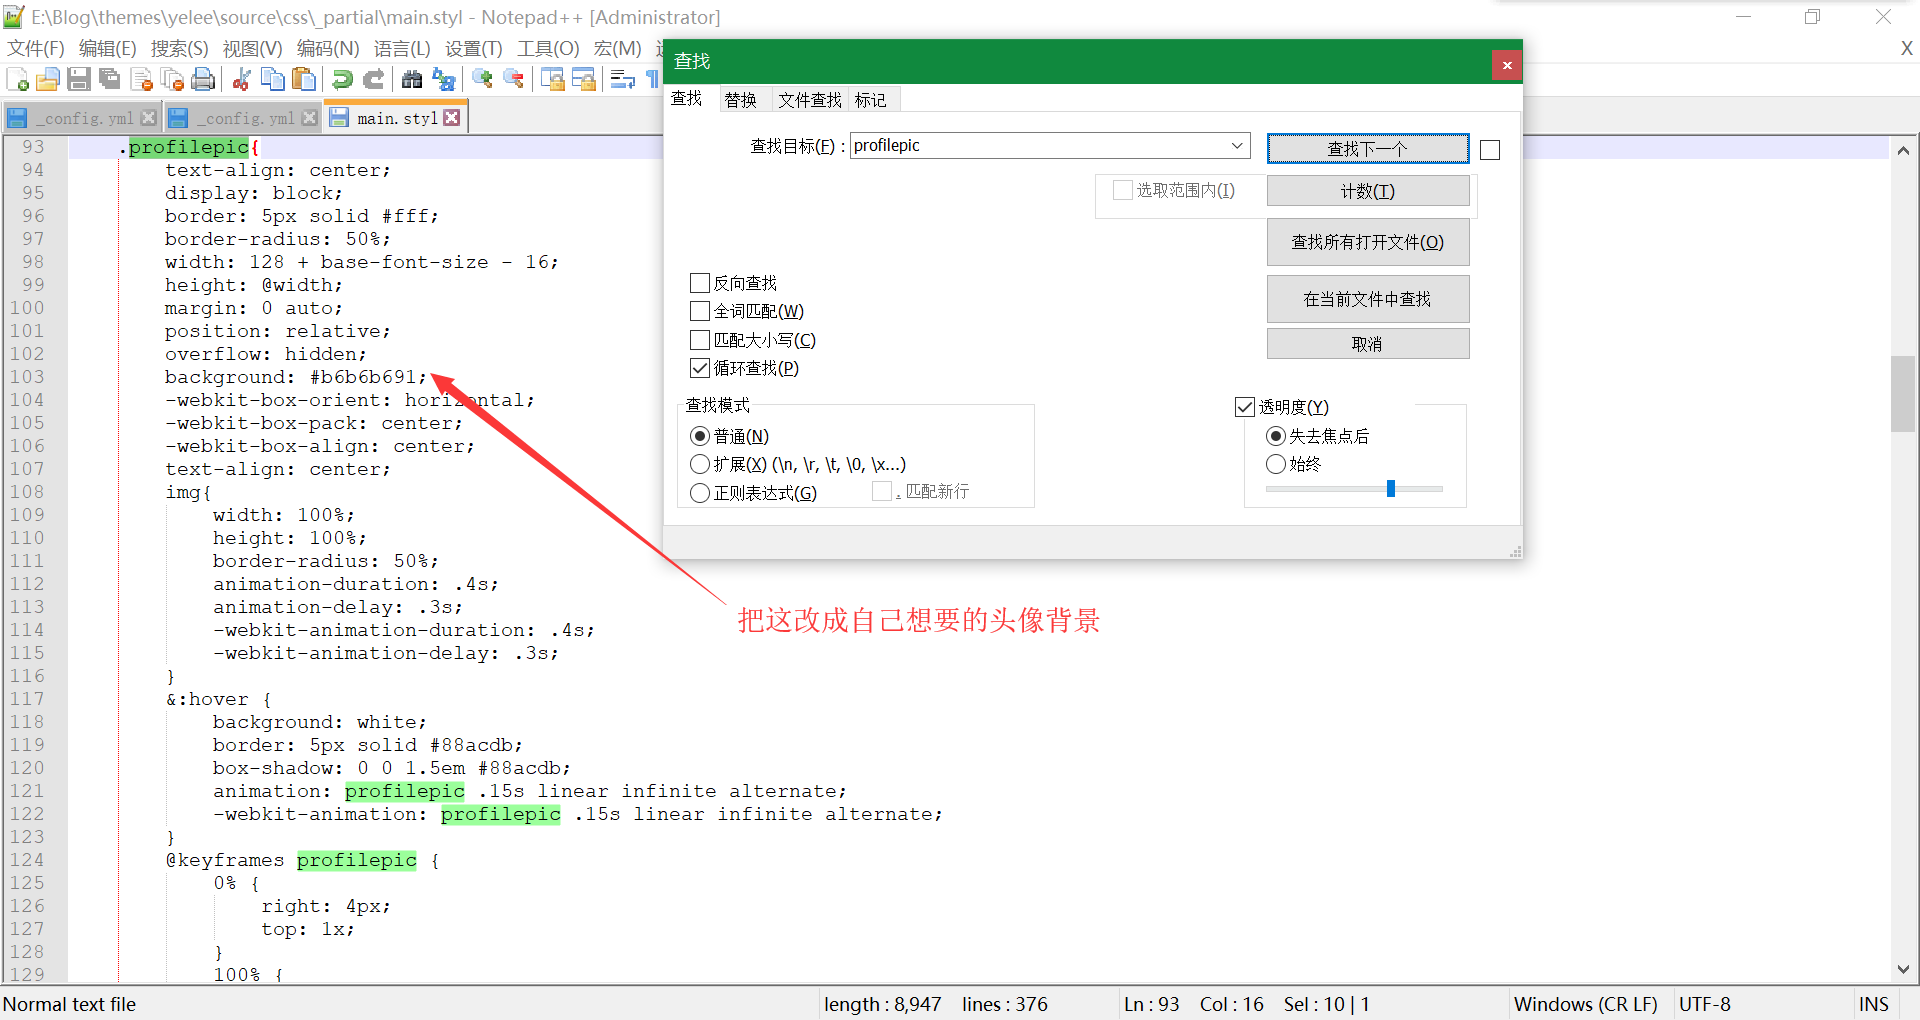 E:\Blog\themes\yelee\source\css\_partial\main.styl - Notepad++ [Administrator]
文件(F) 编辑(E) 搜索(S) 视图(V) 编码(N) 语言(L) 设置(T) 工具(O) 宏(M)
X
_config.yml
_config.yml
main.styl
93 .profilepic{
94 text-align: center;
95 display: block;
96 border: 5px solid #fff;
97 border-radius: 50%;
98 width: 128 + base-font-size - 16;
99 height: @width;
100 margin: 0 auto;
101 position: relative;
102 overflow: hidden;
103 background: #b6b6b691;
104 -webkit-box-orient: horizontal;
105 -webkit-box-pack: center;
106 -webkit-box-align: center;
107 text-align: center;
108 img{
109 width: 100%;
110 height: 100%;
111 border-radius: 50%;
112 animation-duration: .4s;
113 animation-delay: .3s;
114 -webkit-animation-duration: .4s;
115 -webkit-animation-delay: .3s;
116 }
117 &:hover {
118 background: white;
119 border: 5px solid #88acdb;
120 box-shadow: 0 0 1.5em #88acdb;
121 animation: profilepic .15s linear infinite alternate;
122 -webkit-animation: profilepic .15s linear infinite alternate;
123 }
124 @keyframes profilepic {
125 0% {
126 right: 4px;
127 top: 1x;
128 }
129 100% {
查找
查找 替换 文件查找 标记
查找目标(F) : profilepic
查找下一个
选取范围内(I)
计数(T)
查找所有打开文件(O)
在当前文件中查找
取消
反向查找
全词匹配(W)
匹配大小写(C)
循环查找(P)
查找模式
普通(N)
扩展(X) (\n, \r, \t, \0, \x...)
正则表达式(G)
. 匹配新行
透明度(Y)
失去焦点后
始终
把这改成自己想要的头像背景
Normal text file
length : 8,947 lines : 376
Ln : 93 Col : 16 Sel : 10 | 1
Windows (CR LF)
UTF-8
INS